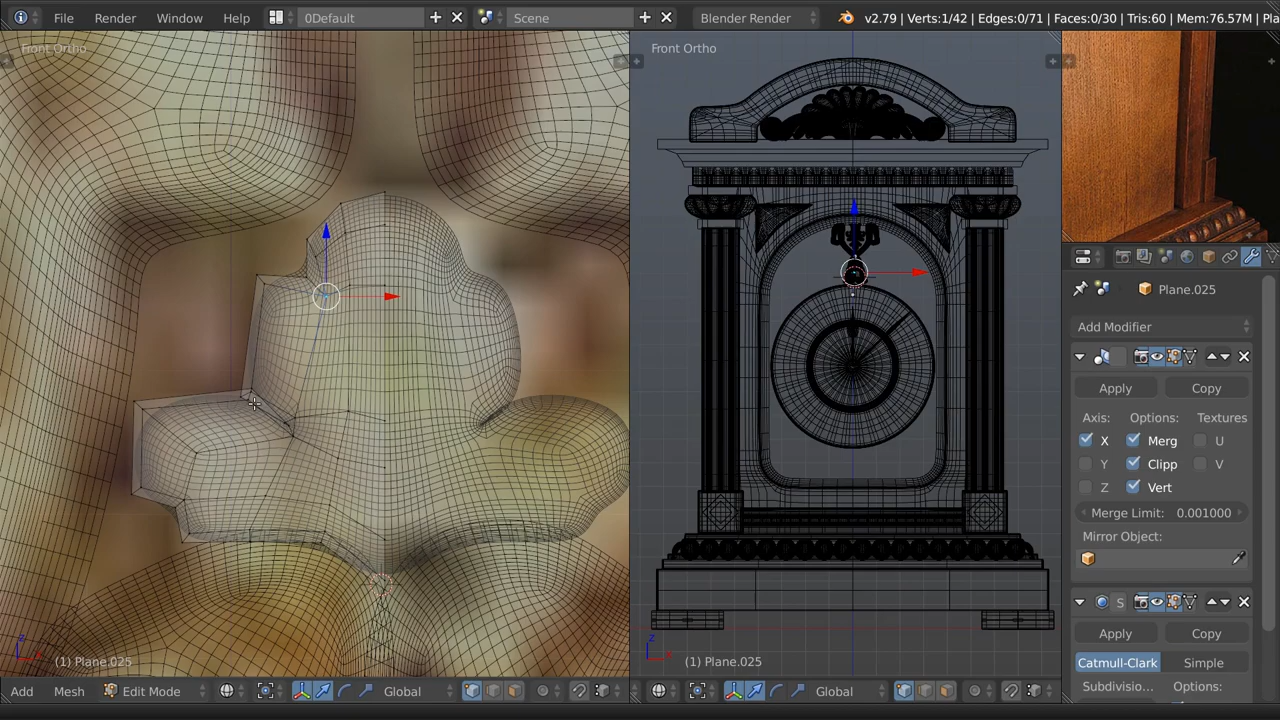 File Render Window Help 0Default Scene Blender Render v2.79 | Verts:1/42 | Edges:0/71 | Faces:0/30 | Tris:60 | Mem:76.57M | Pla
Front Ortho
Front Ortho
Plane.025
Add Modifier
Apply Copy
Axis: Options: Textures
X Merg U
Y Clipp V
Z Vert
Merge Limit: 0.001000
Mirror Object:
S
Apply Copy
Catmull-Clark Simple
Subdivisio... Options:
z x
(1) Plane.025
z x
(1) Plane.025
Add Mesh Edit Mode Global
Global